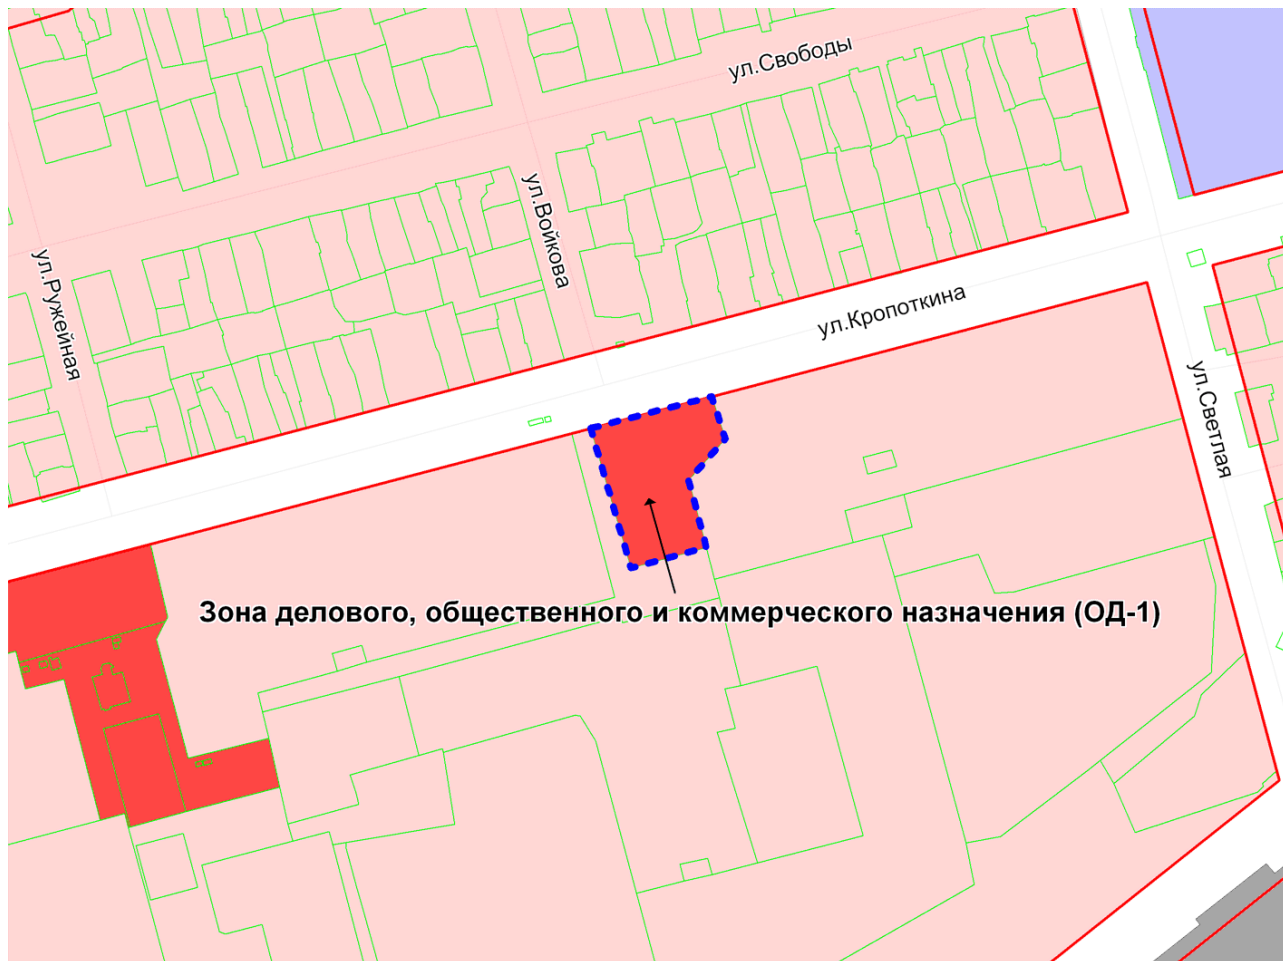 ул.Свободы
ул.Войкова
ул.Ружейная
ул.Кропоткина
ул.Светлая
Зона делового, общественного и коммерческого назначения (ОД-1)